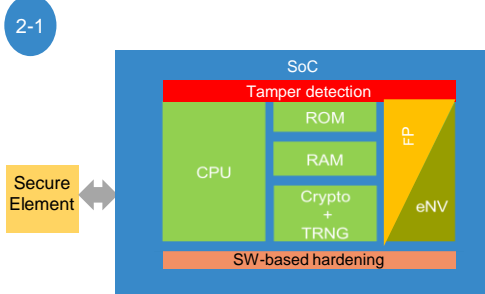 2-1
SoC
Tamper detection
ROM
FP
RAM
CPU
Secure
Element
Crypto
+
TRNG
eNV
SW-based hardening